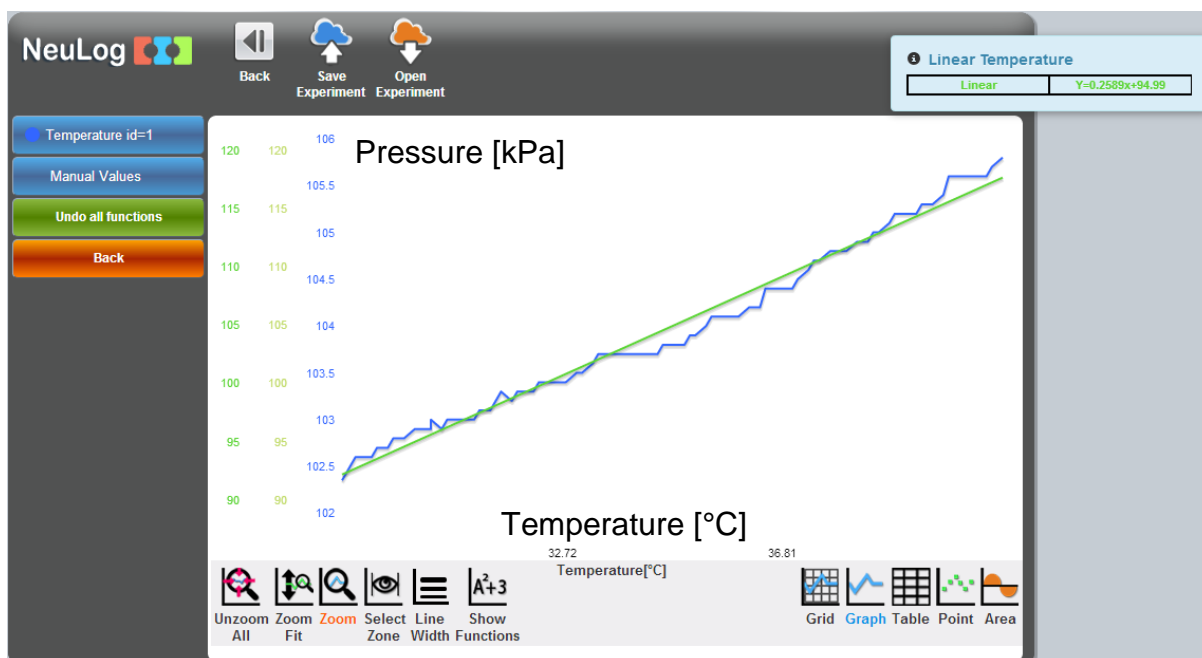 NeuLog
Back
Save Experiment
Open Experiment
Linear Temperature
Linear Y=0.2589x+94.99
Temperature id=1
Manual Values
Undo all functions
Back
Pressure [kPa]
120 120 106
105.5
115 115
105
110 110
104.5
105 105 104
103.5
100 100
103
95 95
102.5
90 90
102
Temperature [°C]
32.72 36.81
Temperature[°C]
Unzoom All
Zoom Fit
Zoom
Select Zone
Line Width
A²+3
Show Functions
Grid
Graph
Table
Point
Area